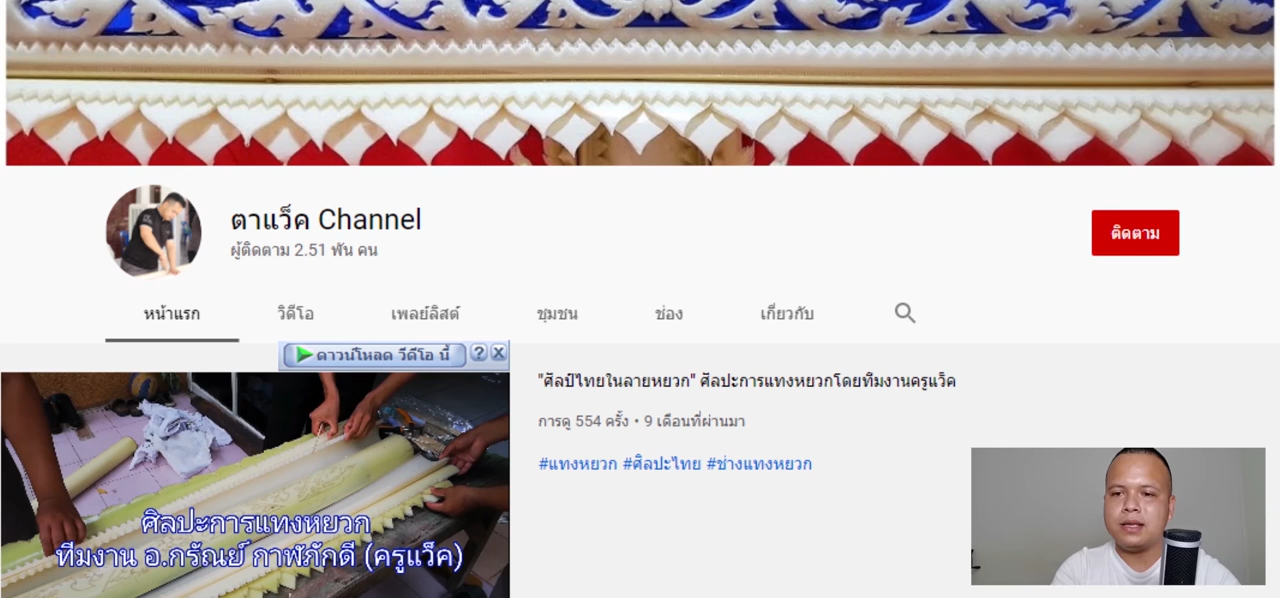 ตาแว็ค Channel
ผู้ติดตาม 2.51 พัน คน
ติดตาม
หน้าแรก วิดีโอ เพลย์ลิสต์ ชุมชน ช่อง เกี่ยวกับ
ดาวน์โหลด วีดีโอ นี้ ? X
"ศิลป์ไทยในลายหยวก" ศิลปะการแทงหยวกโดยทีมงานครูแว็ค
การดู 554 ครั้ง • 9 เดือนที่ผ่านมา
#แทงหยวก #ศิลปะไทย #ช่างแทงหยวก
ศิลปะการแทงหยวก
ทีมงาน อ.กรัณย์ กาฬภักดี (ครูแว็ค)